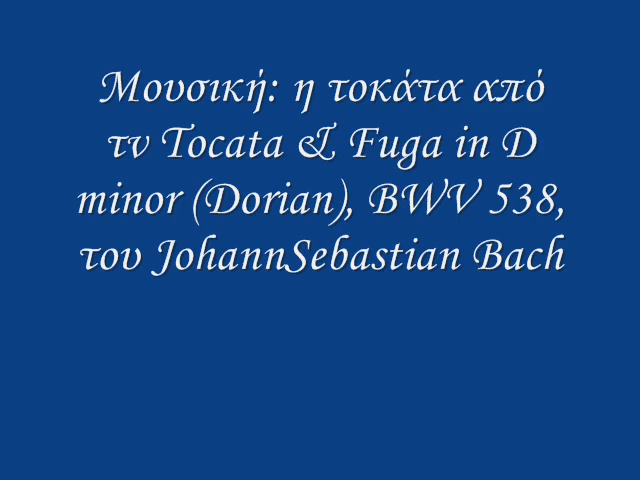 Μουσική: η τοκάτα από
τν Tocata & Fuga in D
minor (Dorian), BWV 538,
του JohannSebastian Bach